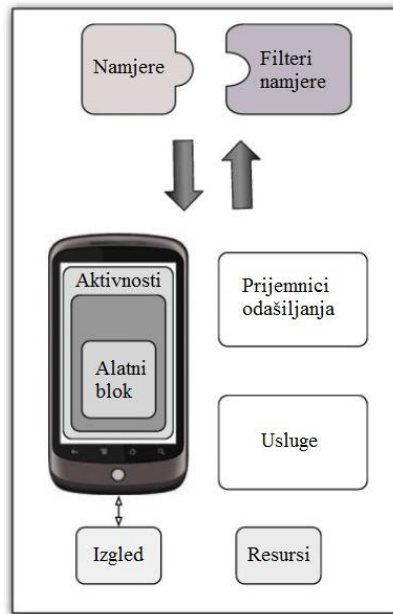 Namjere
Filteri
namjere
Aktivnosti
Alatni
blok
Prijemnici
odašiljanja
Usluge
Izgled
Resursi